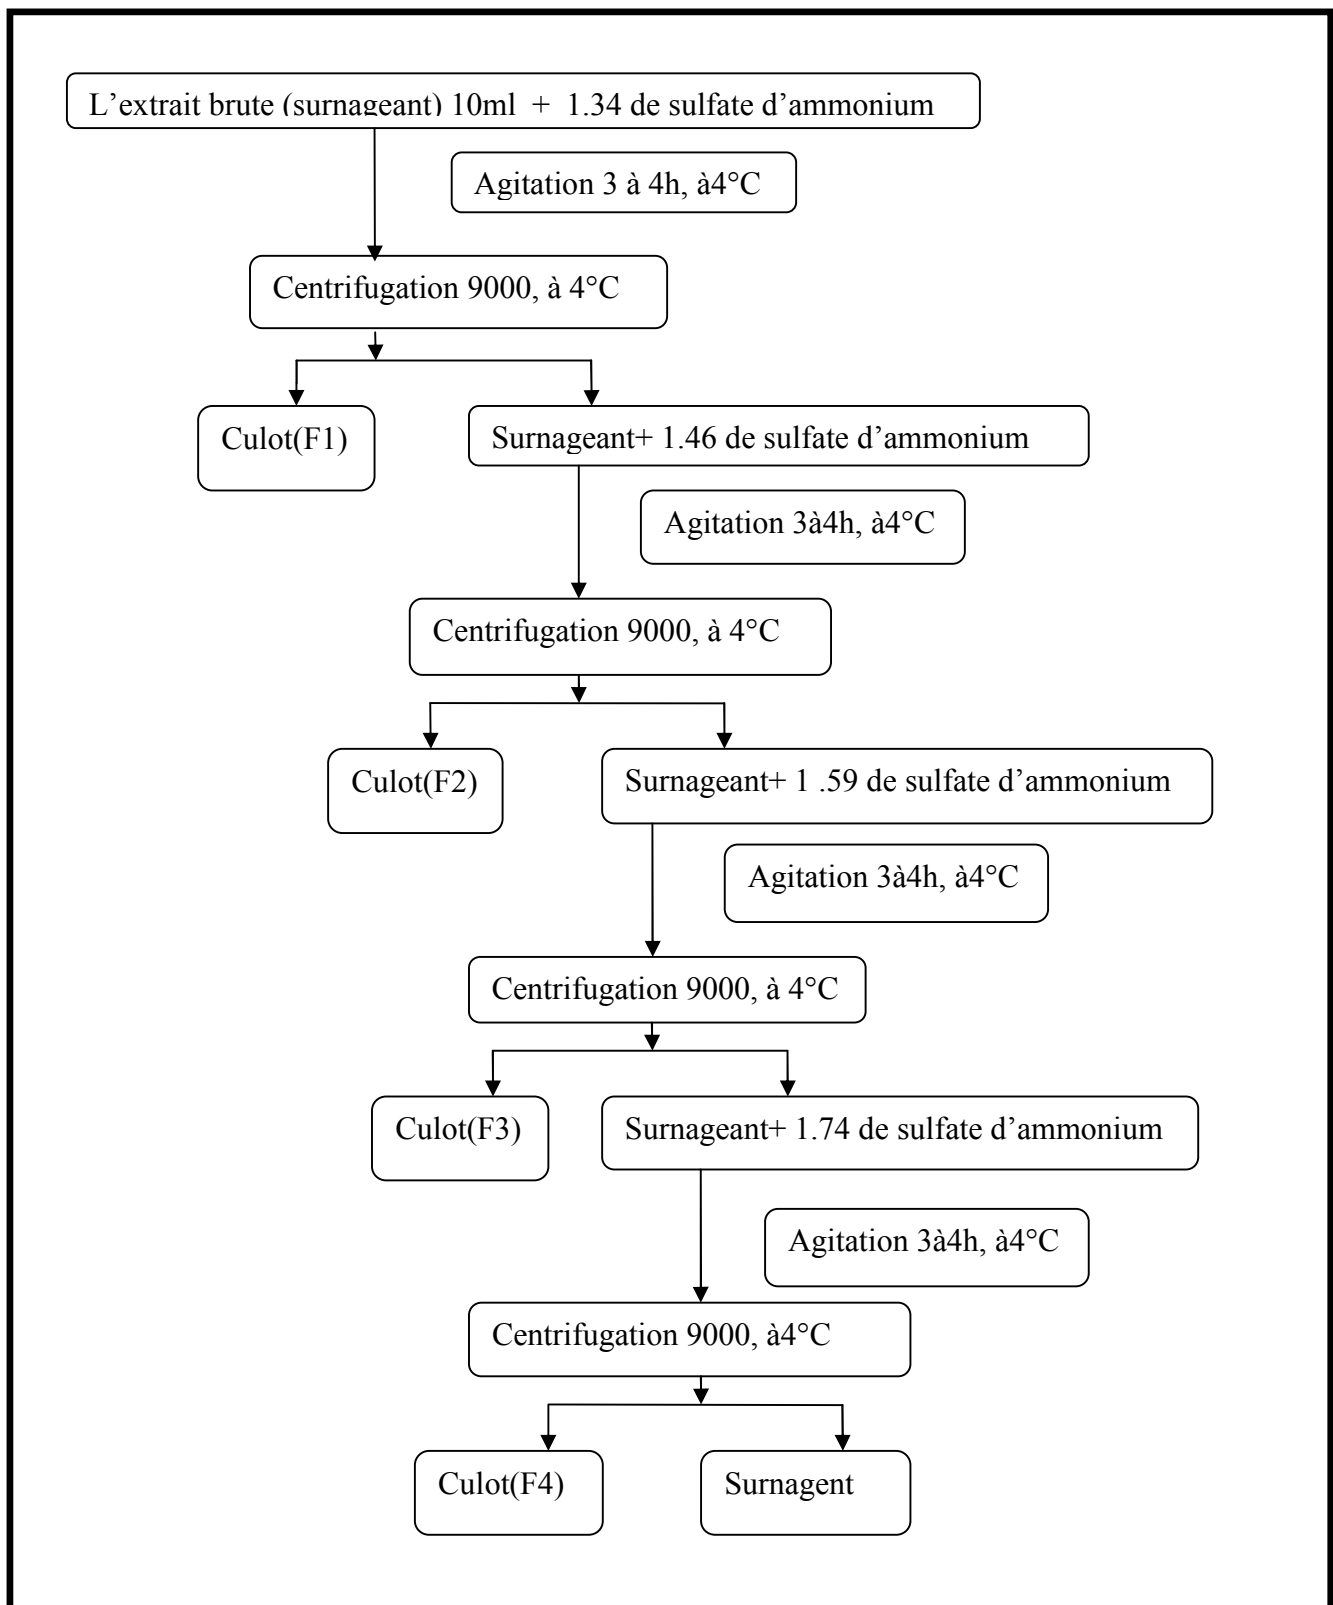 L’extrait brute (surnageant) 10ml + 1.34 de sulfate d’ammonium
Agitation 3 à 4h, à4°C
Centrifugation 9000, à 4°C
Culot(F1)
Surnageant+ 1.46 de sulfate d’ammonium
Agitation 3à4h, à4°C
Centrifugation 9000, à 4°C
Culot(F2)
Surnageant+ 1 .59 de sulfate d’ammonium
Agitation 3à4h, à4°C
Centrifugation 9000, à 4°C
Culot(F3)
Surnageant+ 1.74 de sulfate d’ammonium
Agitation 3à4h, à4°C
Centrifugation 9000, à4°C
Culot(F4)
Surnagent